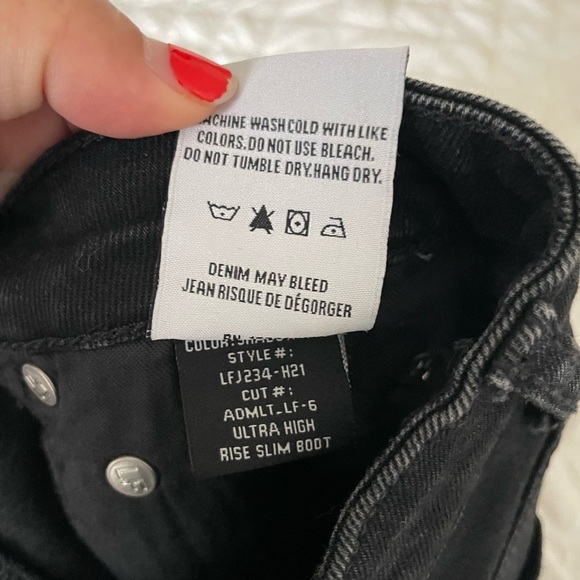 WASH COLD WITH LIKE
COLORS. DO NOT USE BLEACH.
DO NOT TUMBLE DRY. HANG DRY.
DENIM MAY BLEED
JEAN RISQUE DE DÉGORGER
STYLE #:
LFJ234-H21
CUT #:
ADMLT_LF-6
ULTRA HIGH
RISE SLIM BOOT
LF